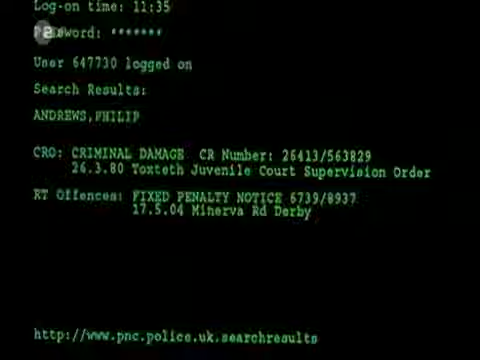 Log-on time: 11:35
Password: *******
User 647730 logged on
Search Results:
ANDREWS,PHILIP
CRO: CRIMINAL DAMAGE CR Number: 26413/563829
26.3.80 Toxteth Juvenile Court Supervision Order
RT Offences: FIXED PENALTY NOTICE 6739/8937
17.5.04 Minerva Rd Derby
http://www.pnc.police.uk.searchresults